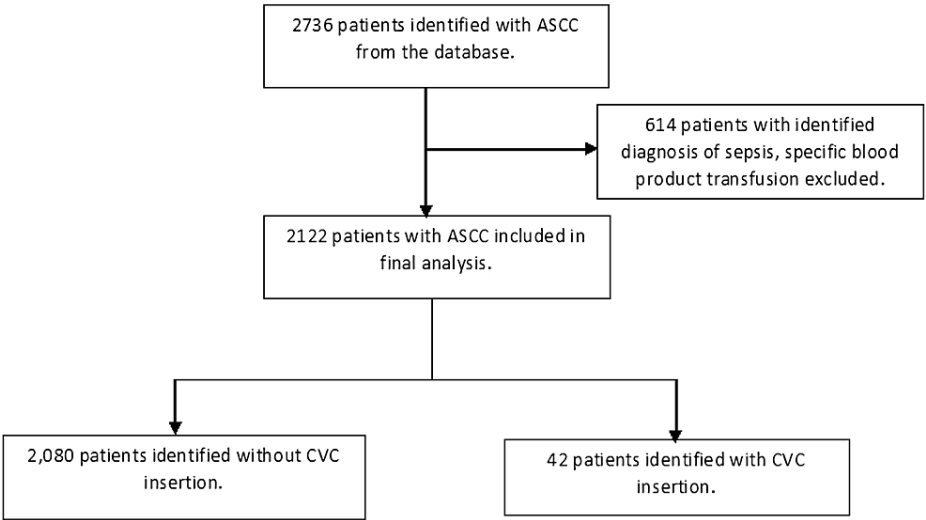 2736 patients identified with ASCC
from the database.
614 patients with identified
diagnosis of sepsis, specific blood
product transfusion excluded.
2122 patients with ASCC included in
final analysis.
2,080 patients identified without CVC
insertion.
42 patients identified with CVC
insertion.